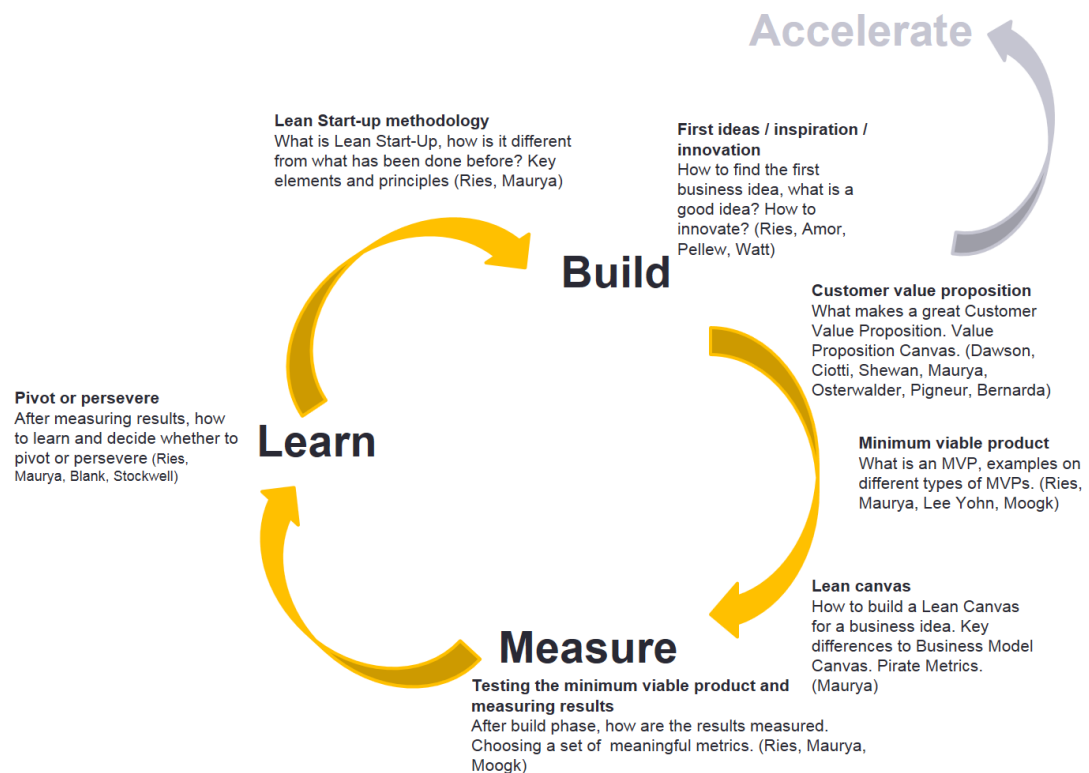 Accelerate
Lean Start-up methodology
What is Lean Start-Up, how is it different
from what has been done before? Key
elements and principles (Ries, Maurya)
First ideas / inspiration /
innovation
How to find the first
business idea, what is a
good idea? How to
innovate? (Ries, Amor,
Pellew, Watt)
Build
Customer value proposition
What makes a great Customer
Value Proposition. Value
Proposition Canvas. (Dawson,
Ciotti, Shewan, Maurya,
Osterwalder, Pigneur, Bernarda)
Minimum viable product
What is an MVP, examples on
different types of MVPs. (Ries,
Maurya, Lee Yohn, Moogk)
Lean canvas
How to build a Lean Canvas
for a business idea. Key
differences to Business Model
Canvas. Pirate Metrics.
(Maurya)
Measure
Testing the minimum viable product and
measuring results
After build phase, how are the results measured.
Choosing a set of meaningful metrics. (Ries, Maurya,
Moogk)
Learn
Pivot or persevere
After measuring results, how
to learn and decide whether to
pivot or persevere (Ries,
Maurya, Blank, Stockwell)